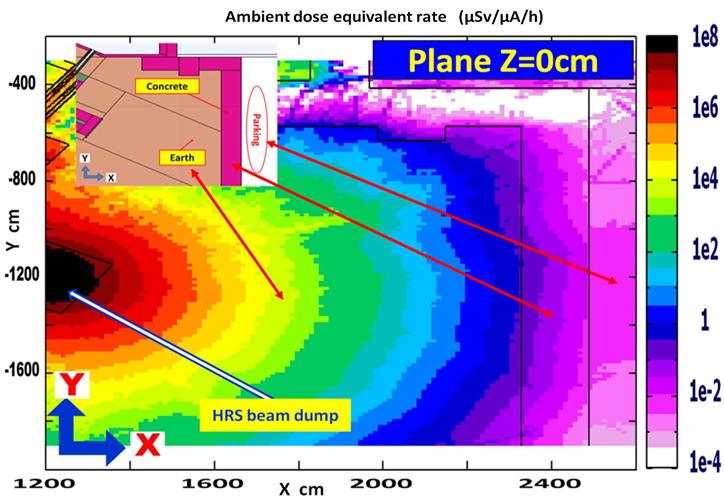 Ambient dose equivalent rate (µSv/µA/h)
Plane Z=0cm
Concrete
Parking
Earth
Y
X
HRS beam dump
Y
X
Y cm
-400
-800
-1200
-1600
1200
1600
2000
2400
X cm
1e8
1e6
1e4
1e2
1
1e-2
1e-4